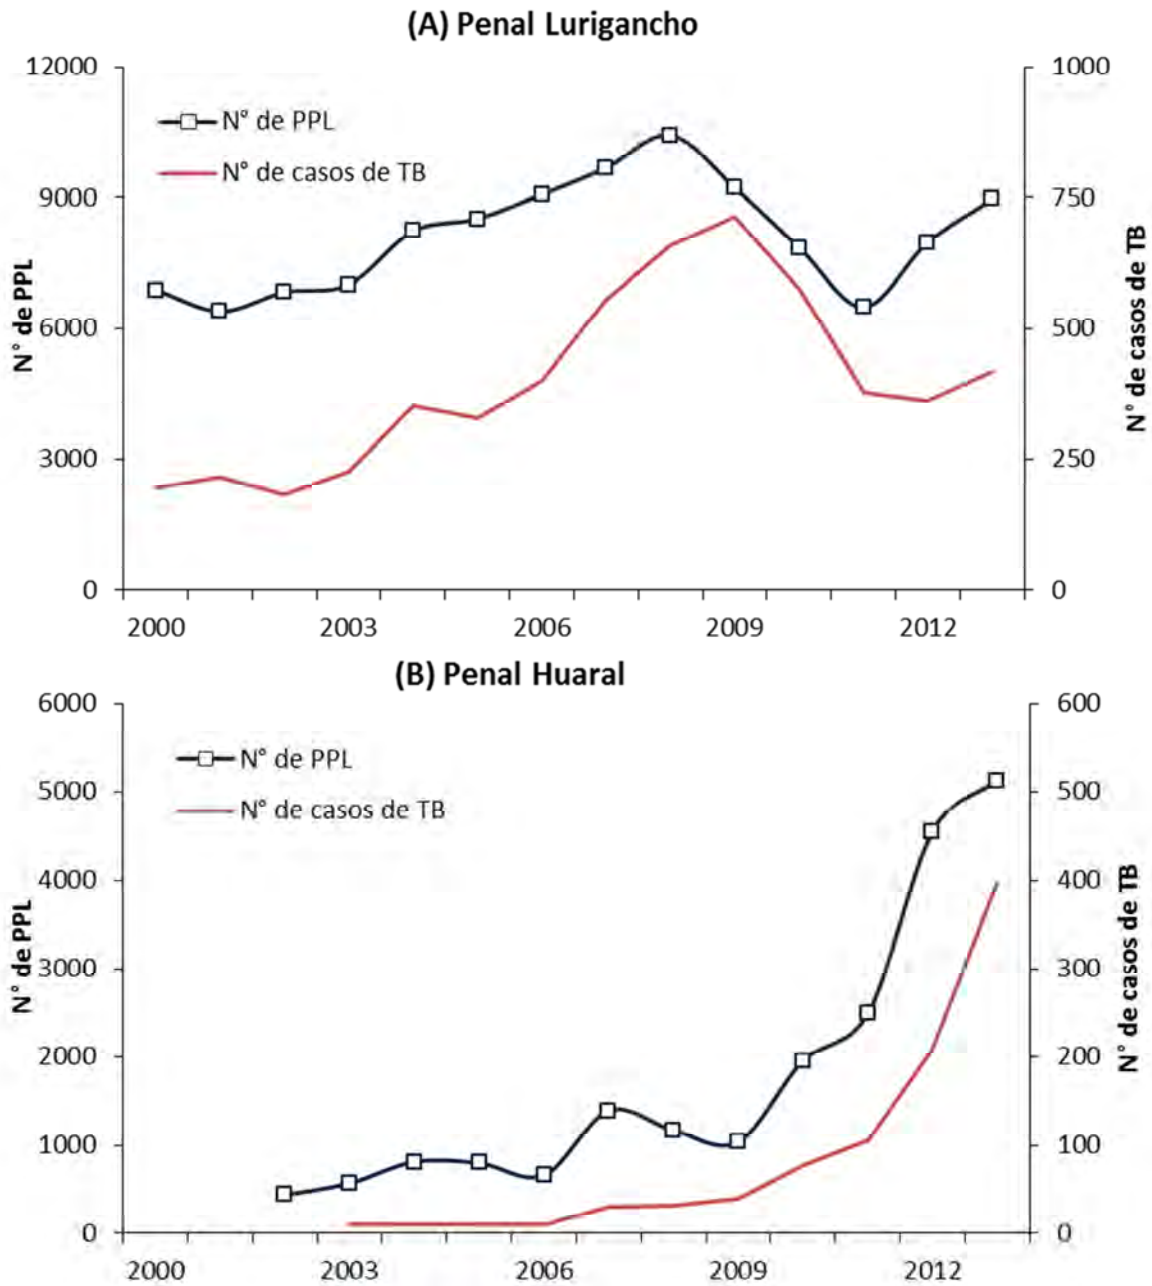 (A) Penal Lurigancho
12000
9000
6000
3000
0
N° de PPL
N° de PPL
N° de casos de TB
1000
750
500
250
0
N° de casos de TB
2000 2003 2006 2009 2012
(B) Penal Huaral
6000
5000
4000
3000
2000
1000
0
N° de PPL
N° de PPL
N° de casos de TB
600
500
400
300
200
100
0
N° de casos de TB
2000 2003 2006 2009 2012